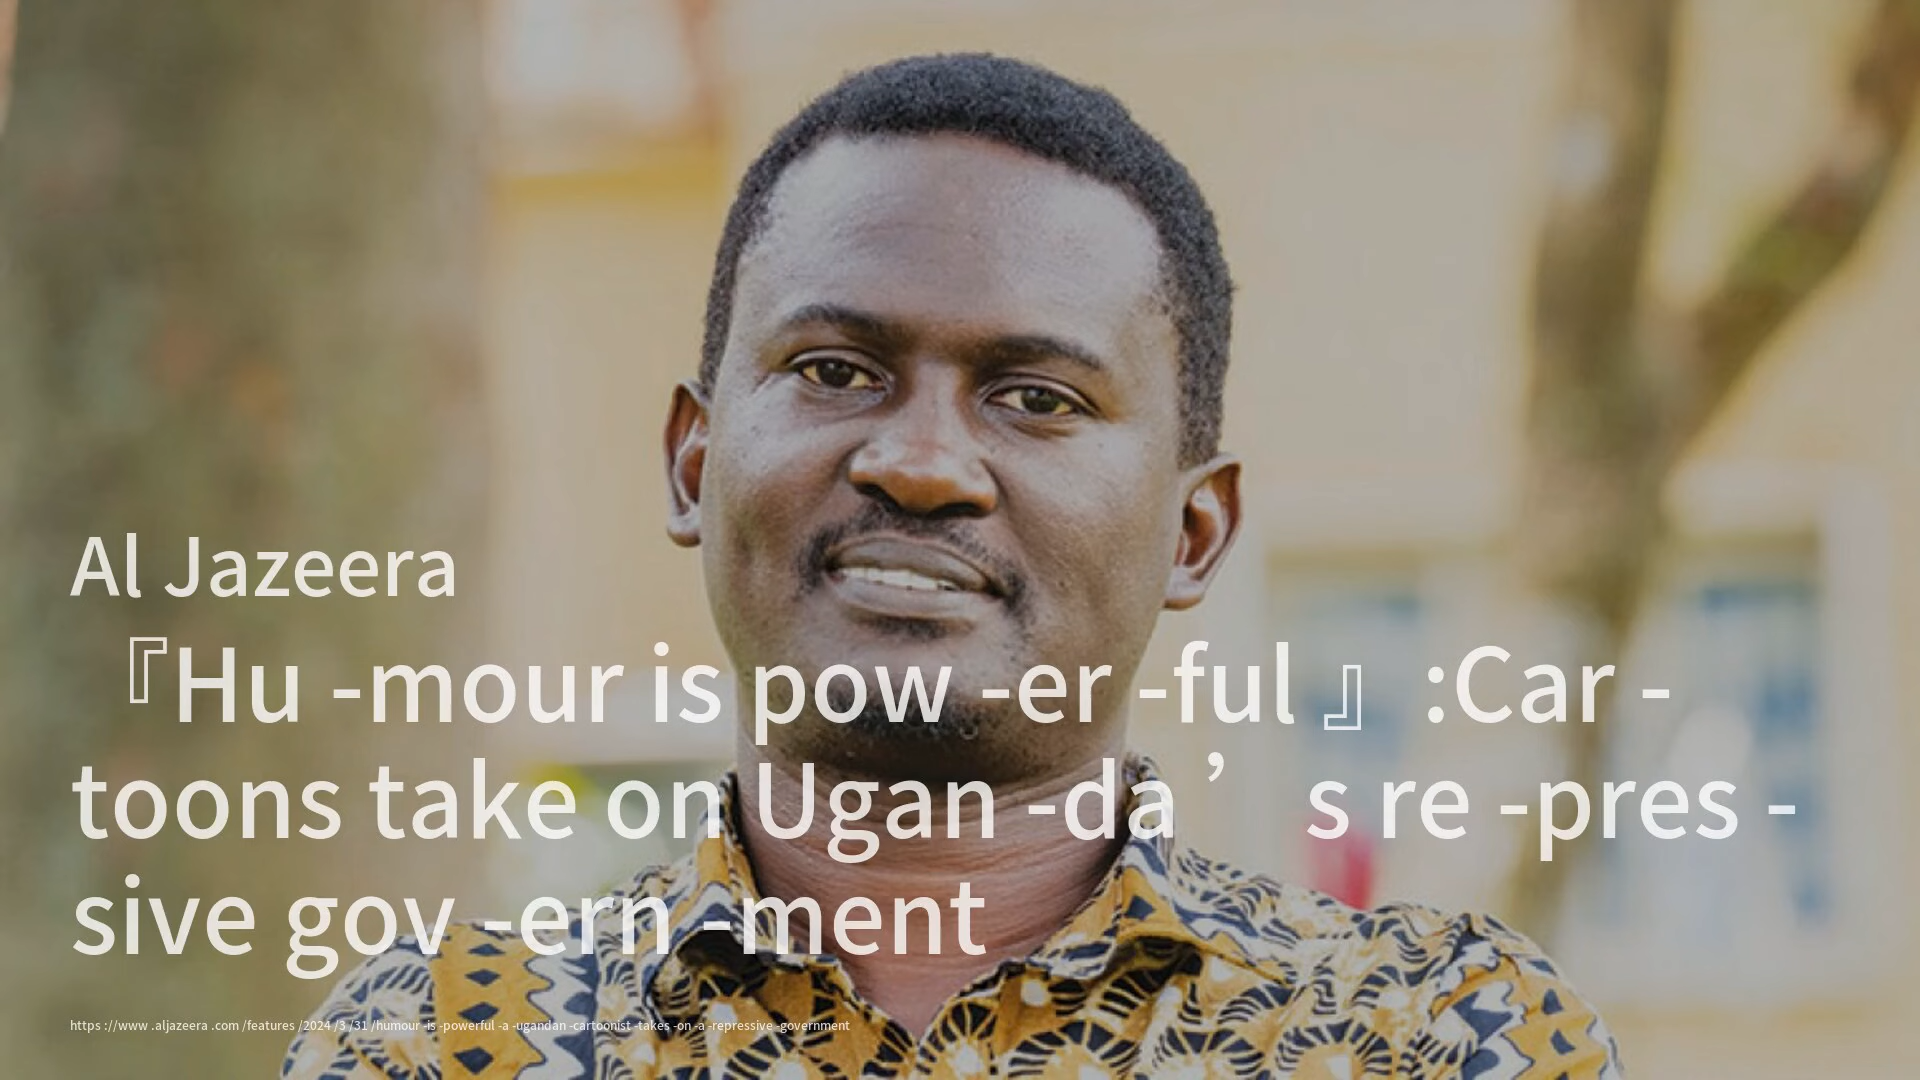 Al Jazeera
『Hu -mour is pow -er -ful 』 :Car -
toons take on Ugan -da ’ s re -pres -
sive gov -ern -ment
https ://www .aljazeera .com /features /2024 /3 /31 /humour -is -powerful -a -ugandan -cartoonist -takes -on -a -repressive -government